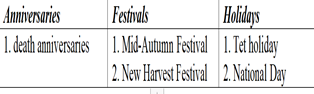 Anniversaries Festivals Holidays
1. death anniversaries 1. Mid-Autumn Festival 1. Tet holiday
2. New Harvest Festival 2. National Day